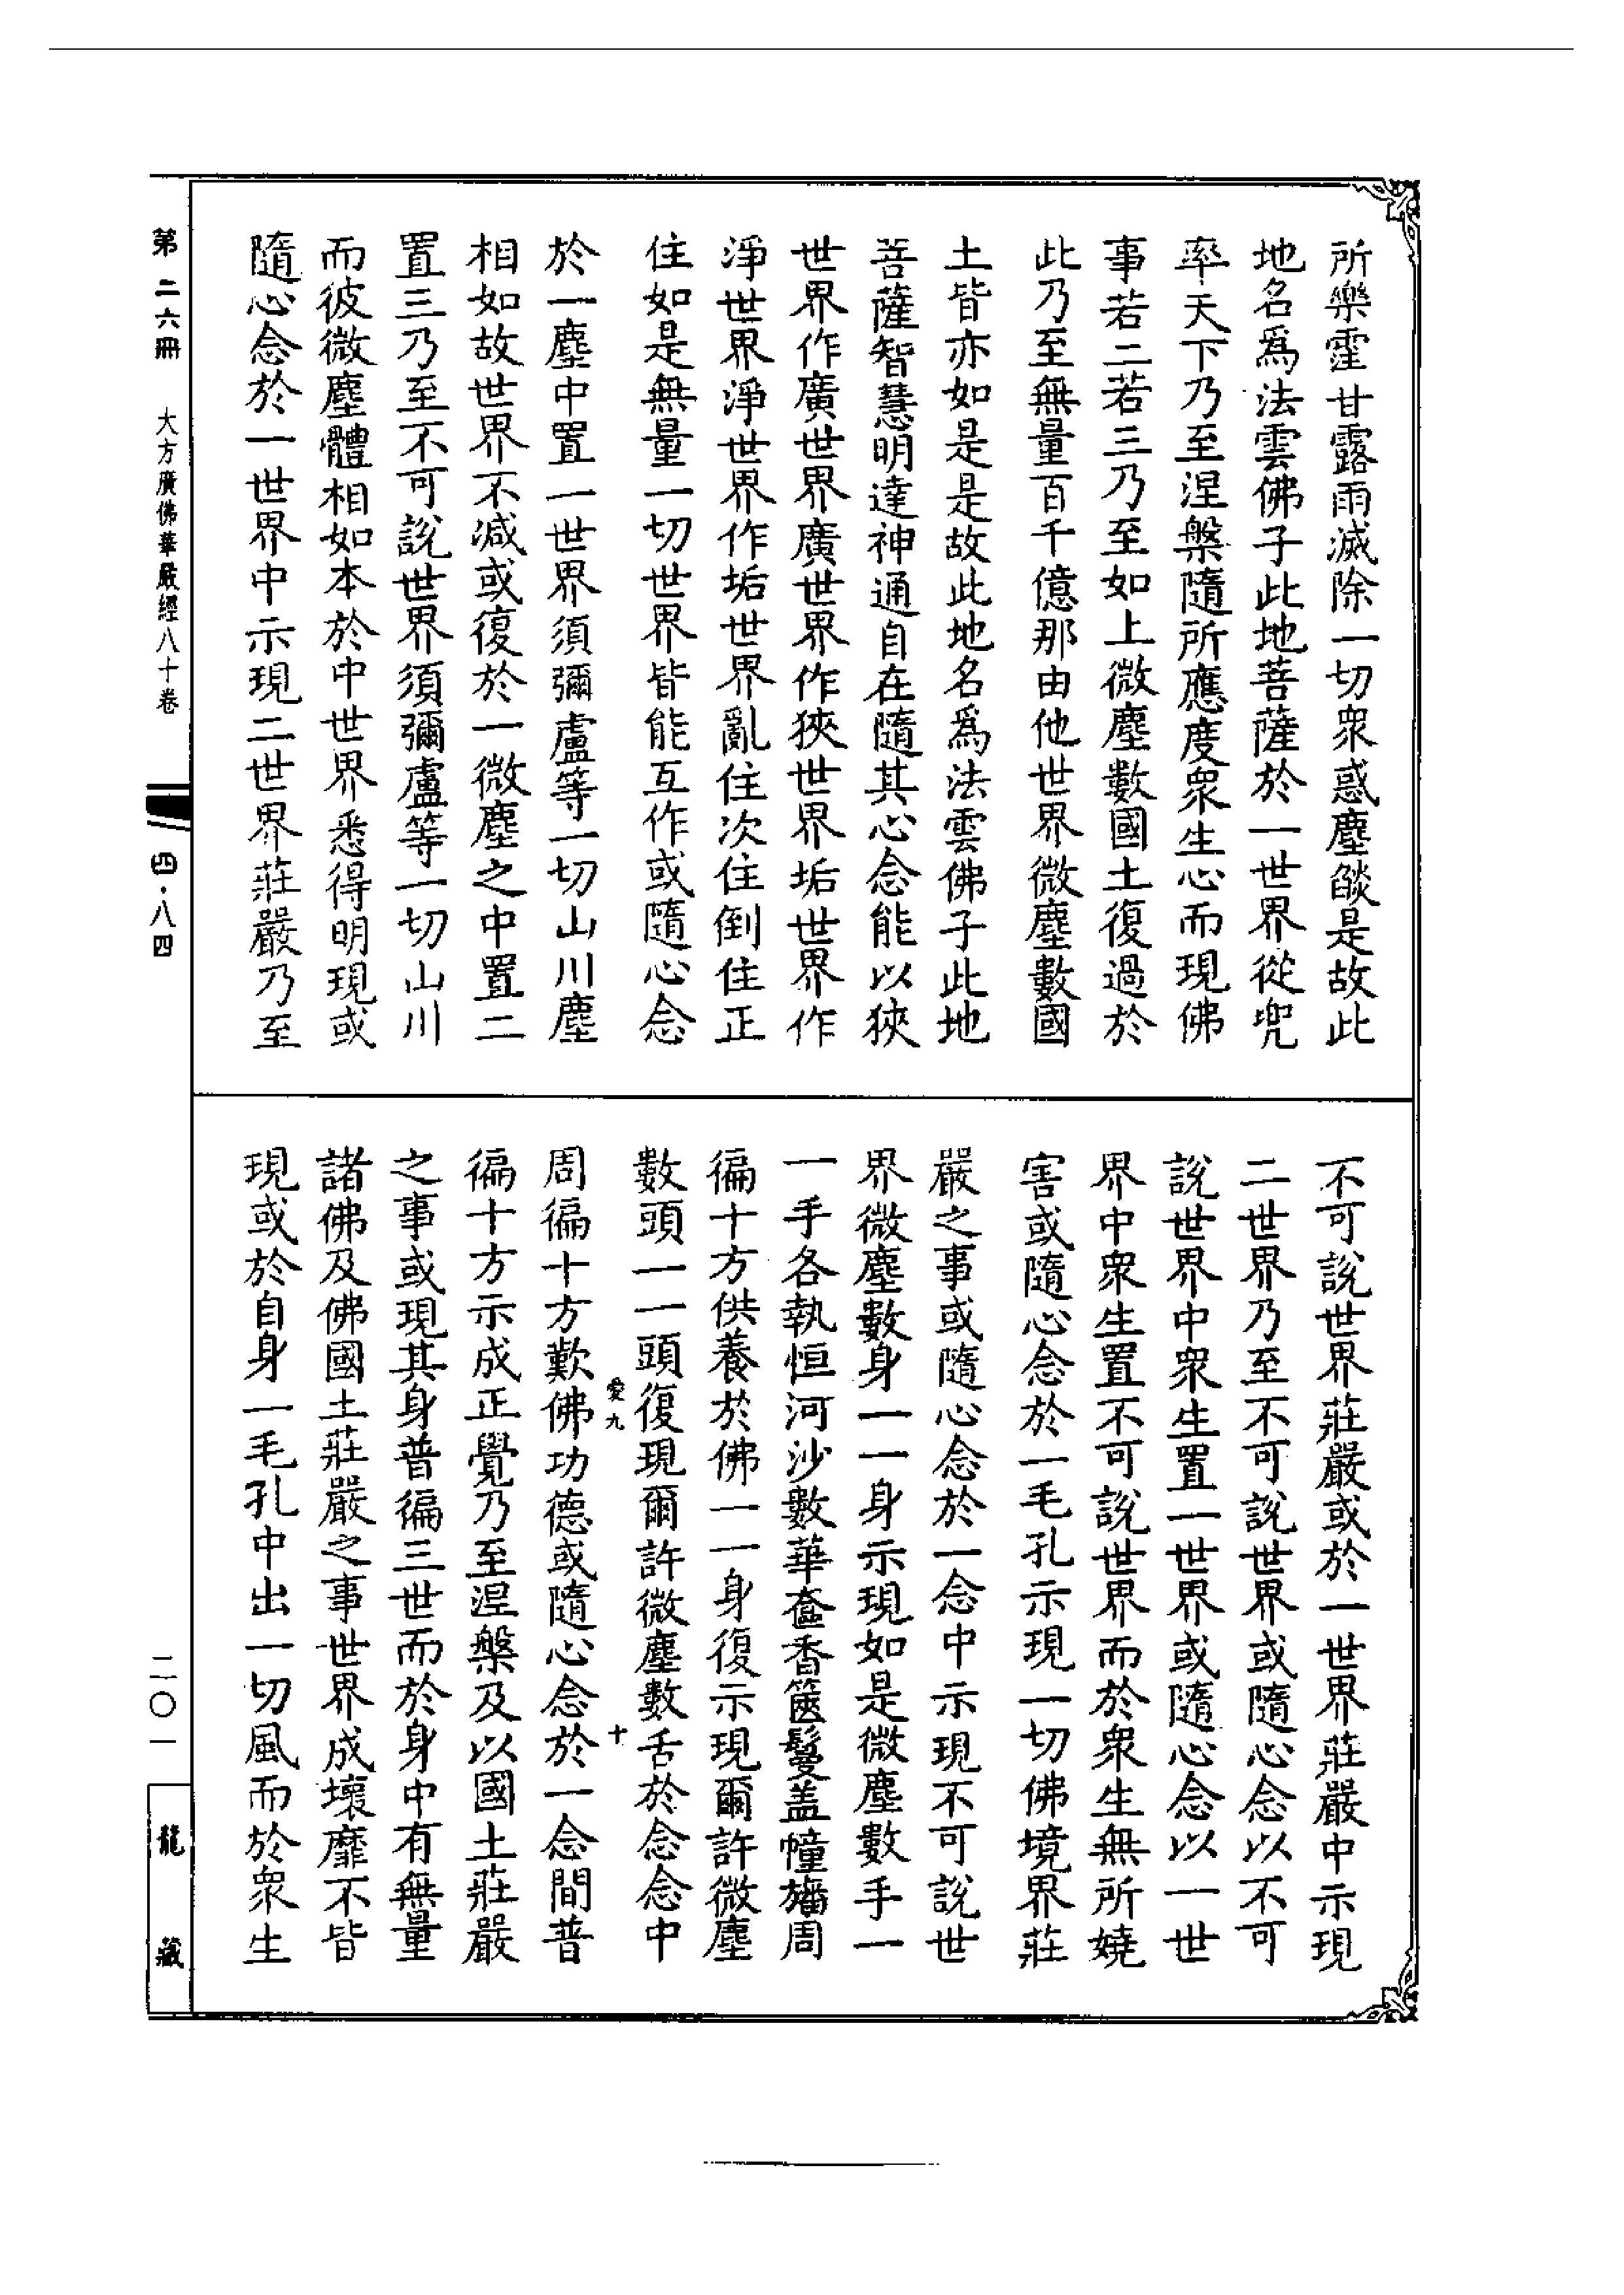 所樂霔甘露雨滅除一切衆惑塵燄是故此
地名爲法雲佛子此地菩薩於一世界從兜
率天下乃至涅槃隨所應度衆生心而現佛
事若二若三乃至如上微塵數國土復過於
此乃至無量百千億那由他世界微塵數國
土皆亦如是是故此地名爲法雲佛子此地
菩薩智慧明達神通自在隨其心念能以狹
世界作廣世界廣世界作狹世界垢世界作
淨世界淨世界作垢世界亂住次住倒住正
住如是無量一切世界皆能互作或隨心念
於一塵中置一世界須彌盧等一切山川塵
相如故世界不減或復於一微塵之中置二
置三乃至不可說世界須彌盧等一切山川
而彼微塵體相如本於中世界悉得明現或
隨心念於一世界中示現二世界莊嚴乃至
不可說世界莊嚴或於一世界莊嚴中示現
二世界乃至不可說世界或隨心念以不可
說世界中衆生置一世界或隨心念以一世
界中衆生置不可說世界而於衆生無所嬈
害或隨心念於一毛孔示現一切佛境界莊
嚴之事或隨心念於一念中示現不可說世
界微塵數身一一身示現如是微塵數手一
一手各執恒河沙數華奩香篋鬘盖幢旛周
徧十方供養於佛一一身復示現爾許微塵
數頭一一頭復現爾許微塵數舌於念念中
愛九
十
周徧十方歎佛功德或隨心念於一念間普
徧十方示成正覺乃至涅槃及以國土莊嚴
之事或現其身普徧三世而於身中有無量
諸佛及佛國土莊嚴之事世界成壞靡不皆
現或於自身一毛孔中出一切風而於衆生
第二六冊 大方廣佛華嚴經八十卷
四·八四
二〇一
龍藏